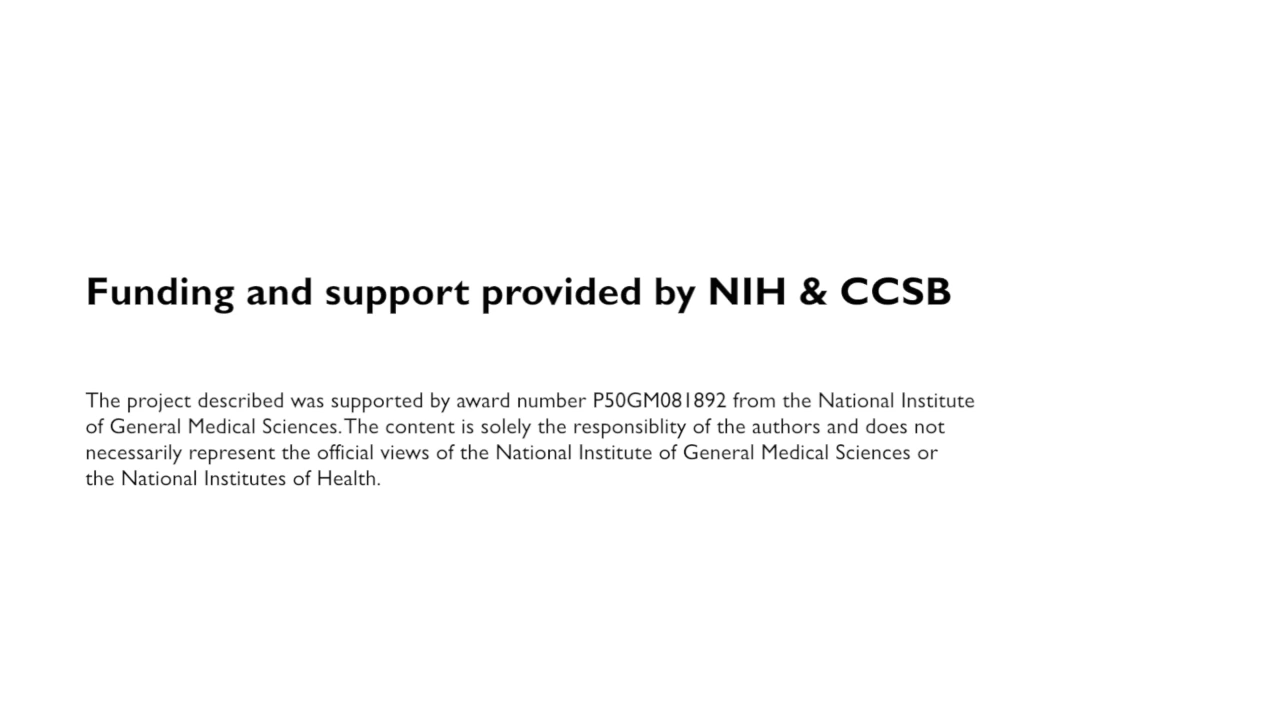 Funding and support provided by NIH & CCSB
The project described was supported by award number P50GM081892 from the National Institute
of General Medical Sciences. The content is solely the responsiblity of the authors and does not
necessarily represent the official views of the National Institute of General Medical Sciences or
the National Institutes of Health.